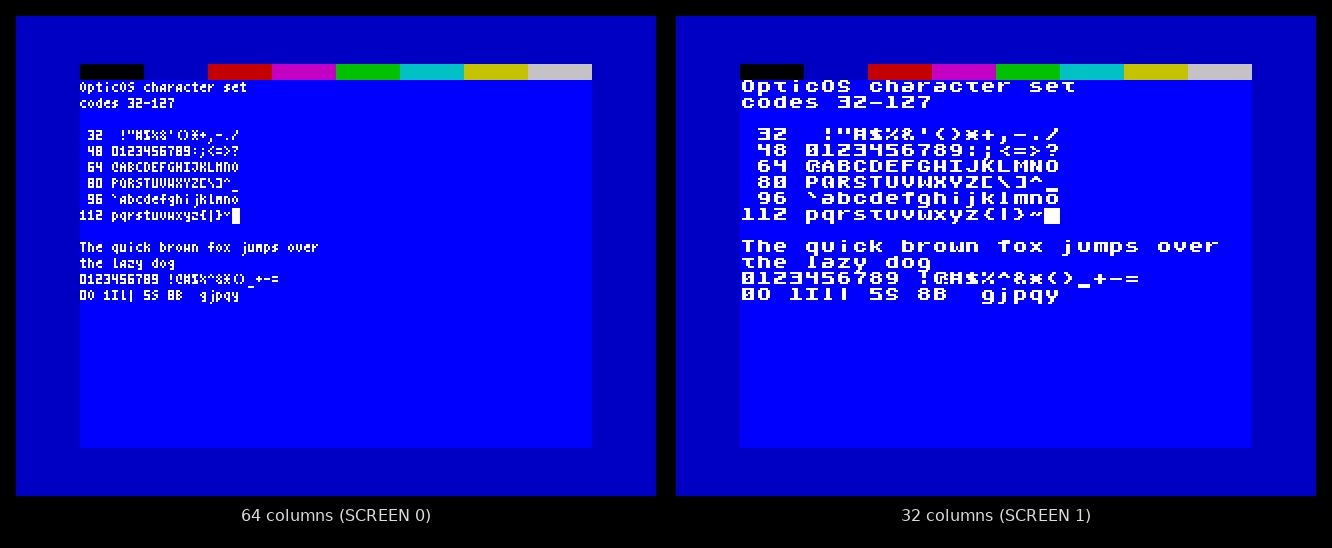 OpticOS character set
codes 32-127
32  !"#$%&'()*+,-./
48 0123456789:;<=>?
64 @ABCDEFGHIJKLMNO
80 PQRSTUVWXYZ[\]^_
96 `abcdefghijklmno
112 pqrstuvwxyz{|}~█
The quick brown fox jumps over
the lazy dog
0123456789 !@#$%^&*()_+-=
0O 1Il| 5S 8B  gjpqy
64 columns (SCREEN 0)
OpticOS character set
codes 32-127
32  !"#$%&'()*+,-./
48 0123456789:;<=>?
64 @ABCDEFGHIJKLMNO
80 PQRSTUVWXYZ[\]^_
96 `abcdefghijklmno
112 pqrstuvwxyz{|}~█
The quick brown fox jumps over
the lazy dog
0123456789 !@#$%^&*()_+-=
0O 1Il| 5S 8B  gjpqy
32 columns (SCREEN 1)